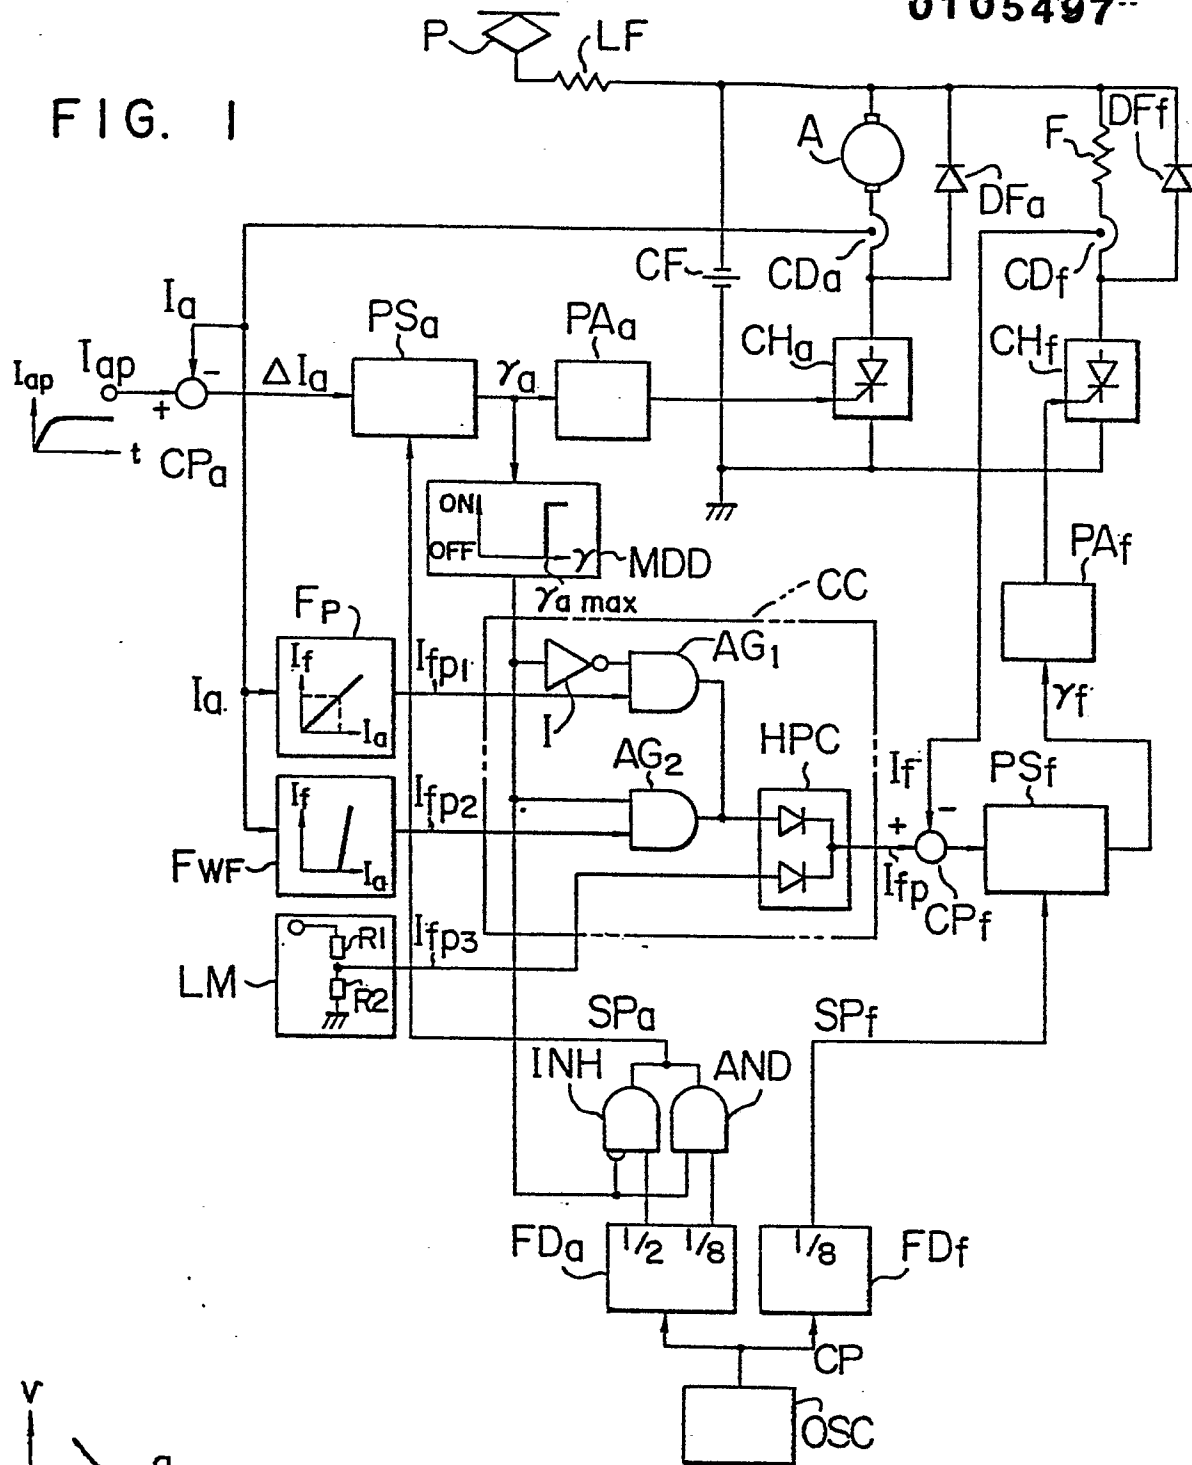 0105497
FIG. 1
P
LF
A
DFa
F
DFf
CF
CDa
CDf
Ia
PSa
PAa
CHa
CHf
Iap
Iap
ΔIa
γa
+
-
t
CPa
ON
OFF
γ
MDD
γa max
PAf
CC
FP
If
Ia
Ia
Ifp1
I
AG1
γf
AG2
HPC
If
PSf
FWF
If
Ia
Ifp2
+
-
Ifp
CPf
LM
R1
R2
Ifp3
SPa
SPf
INH
AND
FDa
1/2
1/8
1/8
FDf
CP
OSC
V
a